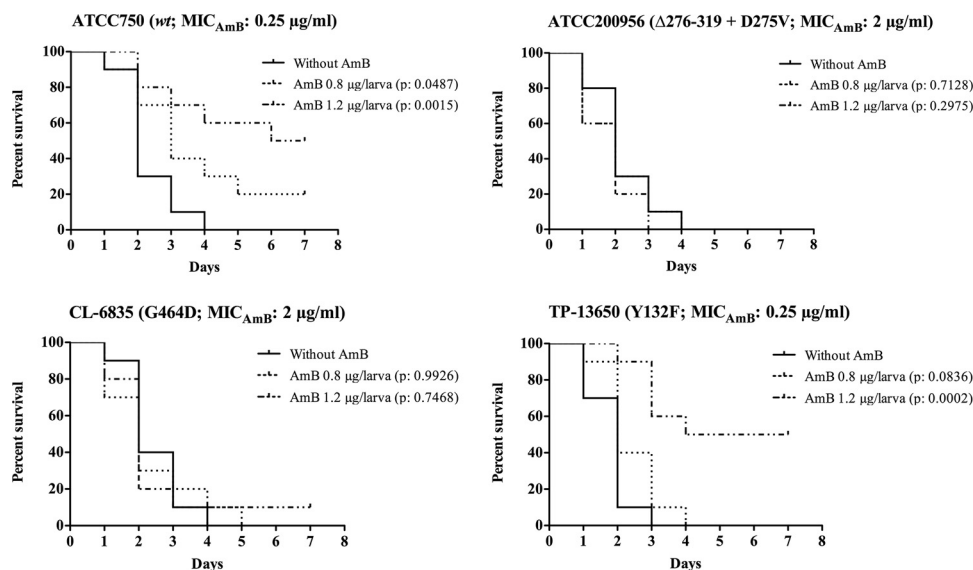 ATCC750 (wt; MICAmB: 0.25 µg/ml)
100
80
60
40
20
0
Percent survival
0 1 2 3 4 5 6 7 8
Days
Without AmB
AmB 0.8 µg/larva (p: 0.0487)
AmB 1.2 µg/larva (p: 0.0015)
ATCC200956 (Δ276-319 + D275V; MICAmB: 2 µg/ml)
100
80
60
40
20
0
Percent survival
0 1 2 3 4 5 6 7 8
Days
Without AmB
AmB 0.8 µg/larva (p: 0.7128)
AmB 1.2 µg/larva (p: 0.2975)
CL-6835 (G464D; MICAmB: 2 µg/ml)
100
80
60
40
20
0
Percent survival
0 1 2 3 4 5 6 7 8
Days
Without AmB
AmB 0.8 µg/larva (p: 0.9926)
AmB 1.2 µg/larva (p: 0.7468)
TP-13650 (Y132F; MICAmB: 0.25 µg/ml)
100
80
60
40
20
0
Percent survival
0 1 2 3 4 5 6 7 8
Days
Without AmB
AmB 0.8 µg/larva (p: 0.0836)
AmB 1.2 µg/larva (p: 0.0002)